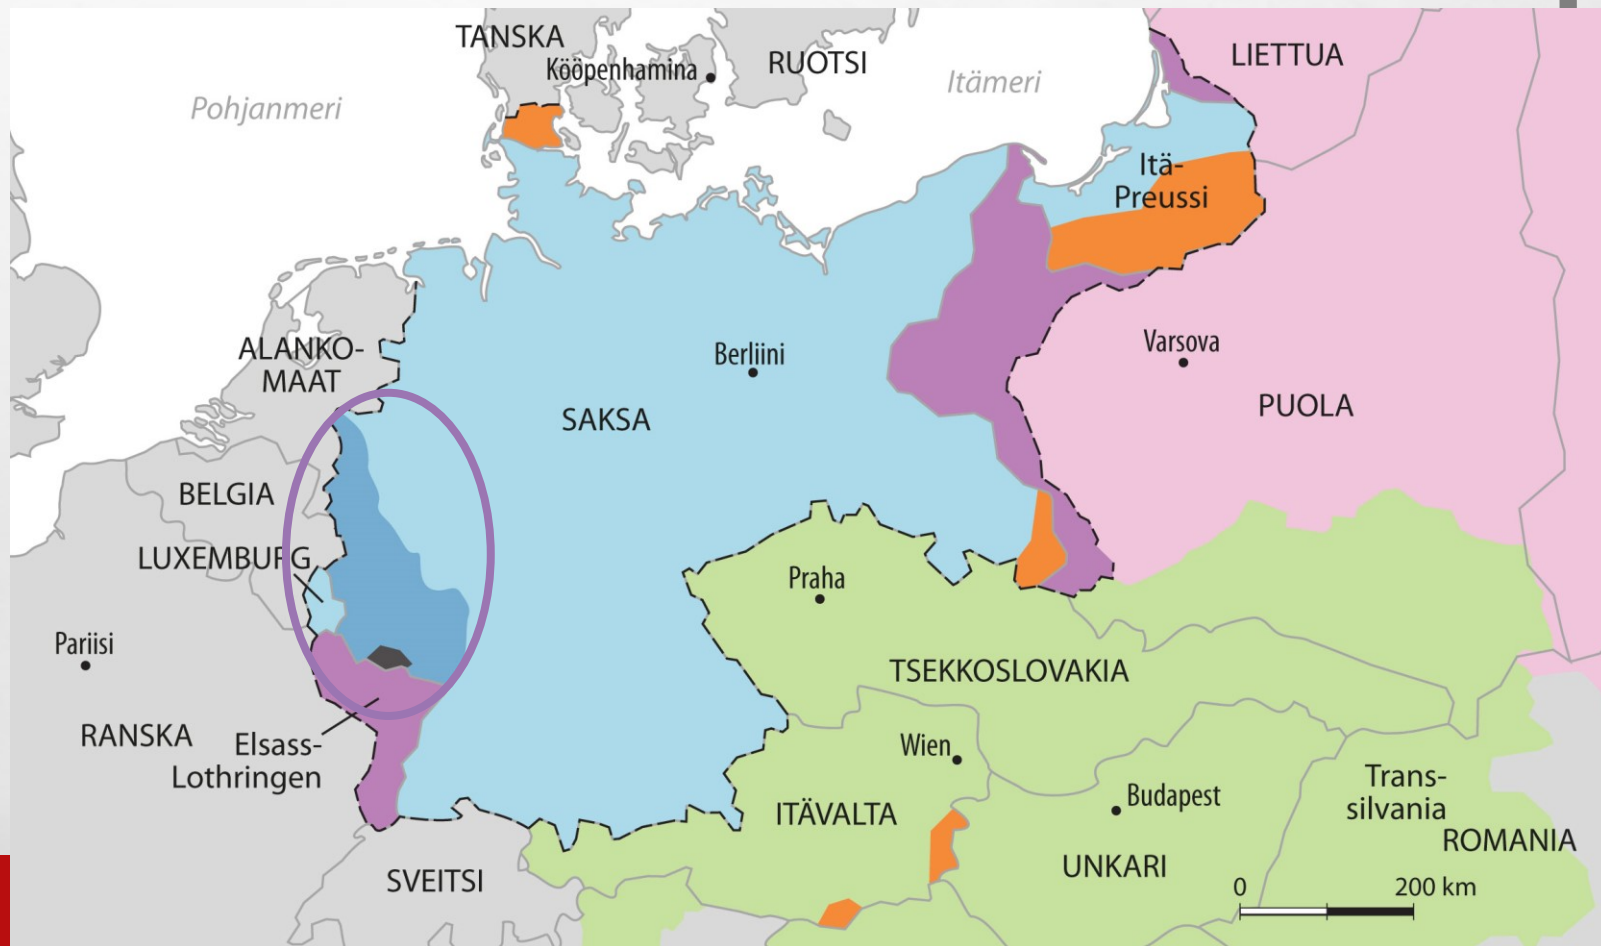 TANSKA
Kööpenhamina
RUOTSI
Itämeri
LIETTUA
Pohjanmeri
Itä-
Preussi
ALANKO-
MAAT
Berliini
Varsova
SAKSA
PUOLA
BELGIA
LUXEMBURG
Praha
Pariisi
TSEKKOSLOVAKIA
RANSKA
Elsass-
Lothringen
Wien
Budapest
Trans-
silvania
ITÄVALTA
ROMANIA
UNKARI
SVEITSI
0 200 km